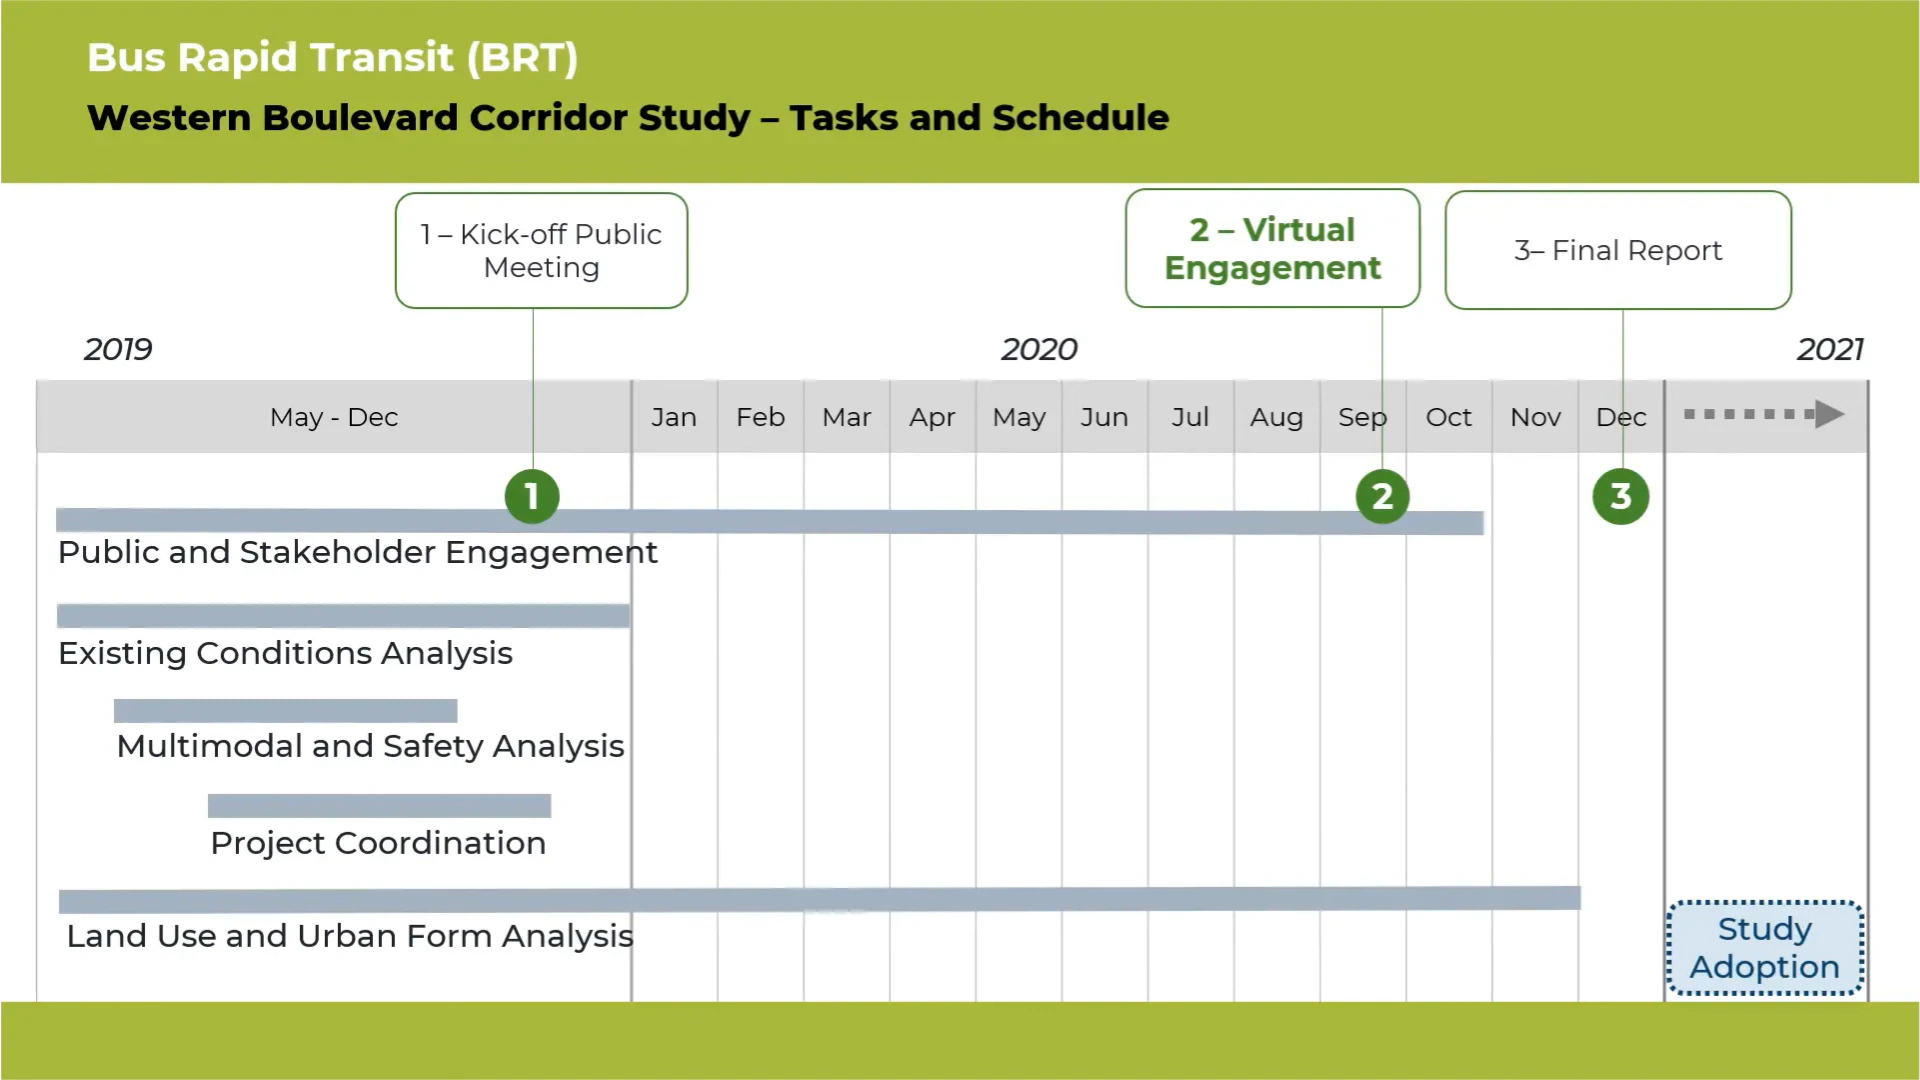 Bus Rapid Transit (BRT)
Western Boulevard Corridor Study – Tasks and Schedule
1 – Kick-off Public
Meeting
2 – Virtual
Engagement
3– Final Report
2019
2020
2021
May - Dec
Jan
Feb
Mar
Apr
May
Jun
Jul
Aug
Sep
Oct
Nov
Dec
1
2
3
Public and Stakeholder Engagement
Existing Conditions Analysis
Multimodal and Safety Analysis
Project Coordination
Land Use and Urban Form Analysis
Study
Adoption